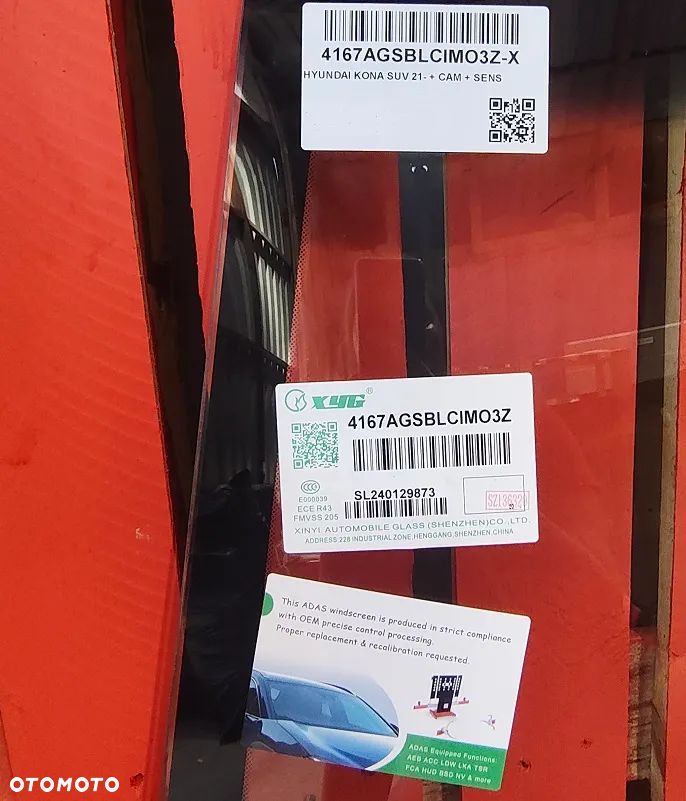 4167AGSBLCIMO3Z-X
HYUNDAI KONA SUV 21- + CAM + SENS
XYG®
4167AGSBLCIMO3Z
CCC
E000039
ECE R43
FMVSS 205
SL240129873
XINYI AUTOMOBILE GLASS (SHENZHEN)CO.,LTD.
ADDRESS:228 INDUSTRIAL ZONE,HENGGANG,SHENZHEN,CHINA
This ADAS windscreen is produced in strict compliance
with OEM precise control processing.
Proper replacement & recalibration requested.
ADAS Equipped Functions:
AEB ACC LDW LKA TSR
FCA HUD BSD NV & more
OTOMOTO